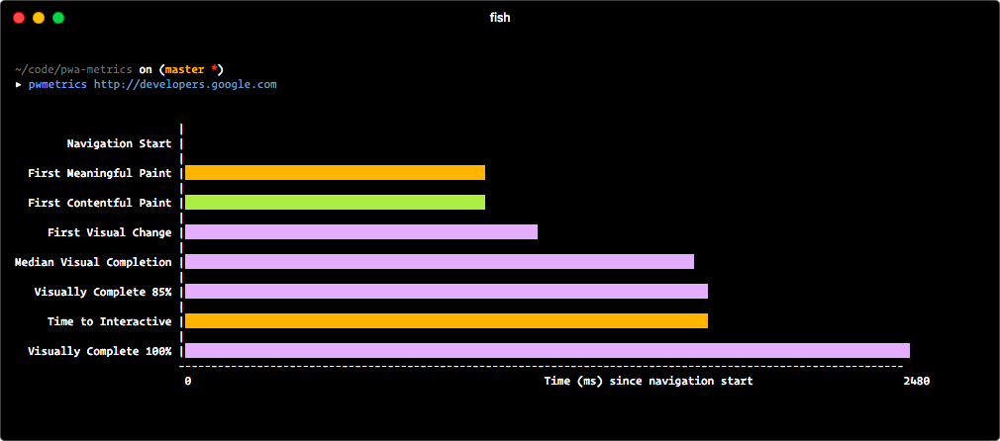 fish
~/code/pwa-metrics on (master *)
▶ pwmetrics http://developers.google.com
Navigation Start
First Meaningful Paint
First Contentful Paint
First Visual Change
Median Visual Completion
Visually Complete 85%
Time to Interactive
Visually Complete 100%
0 Time (ms) since navigation start 2480